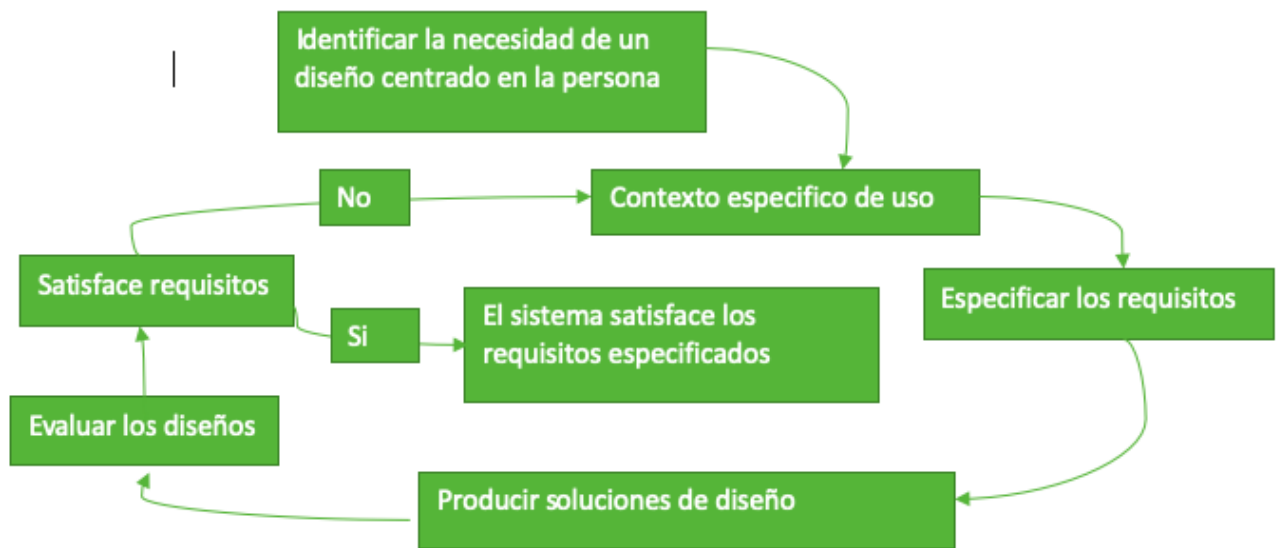 Identificar la necesidad de un
diseño centrado en la persona
No
Contexto especifico de uso
Satisface requisitos
Especificar los requisitos
Si
El sistema satisface los
requisitos especificados
Evaluar los diseños
Producir soluciones de diseño